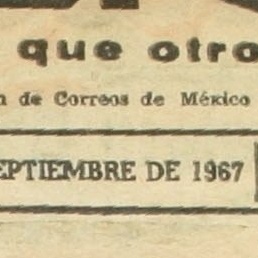 que otro
de Correos de México
EPTIEMBRE DE 1967